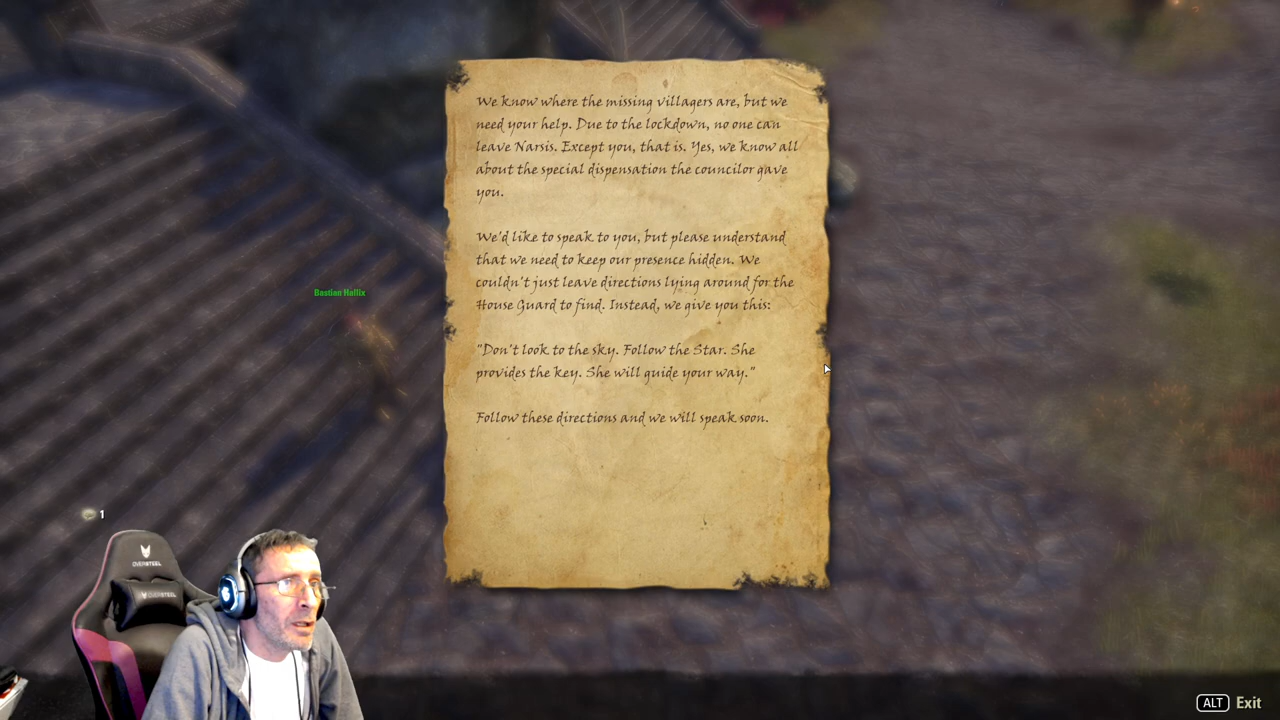 We know where the missing villagers are, but we
need your help. Due to the lockdown, no one can
leave Narsis. Except you, that is. Yes, we know all
about the special dispensation the councilor gave
you.
We'd like to speak to you, but please understand
that we need to keep our presence hidden. We
couldn't just leave directions lying around for the
House Guard to find. Instead, we give you this:
"Don't look to the sky. Follow the Star. She
provides the key. She will guide your way."
Follow these directions and we will speak soon.
Bastian Hallix
1
OVERSTEEL
OVERSTEEL
ALT Exit